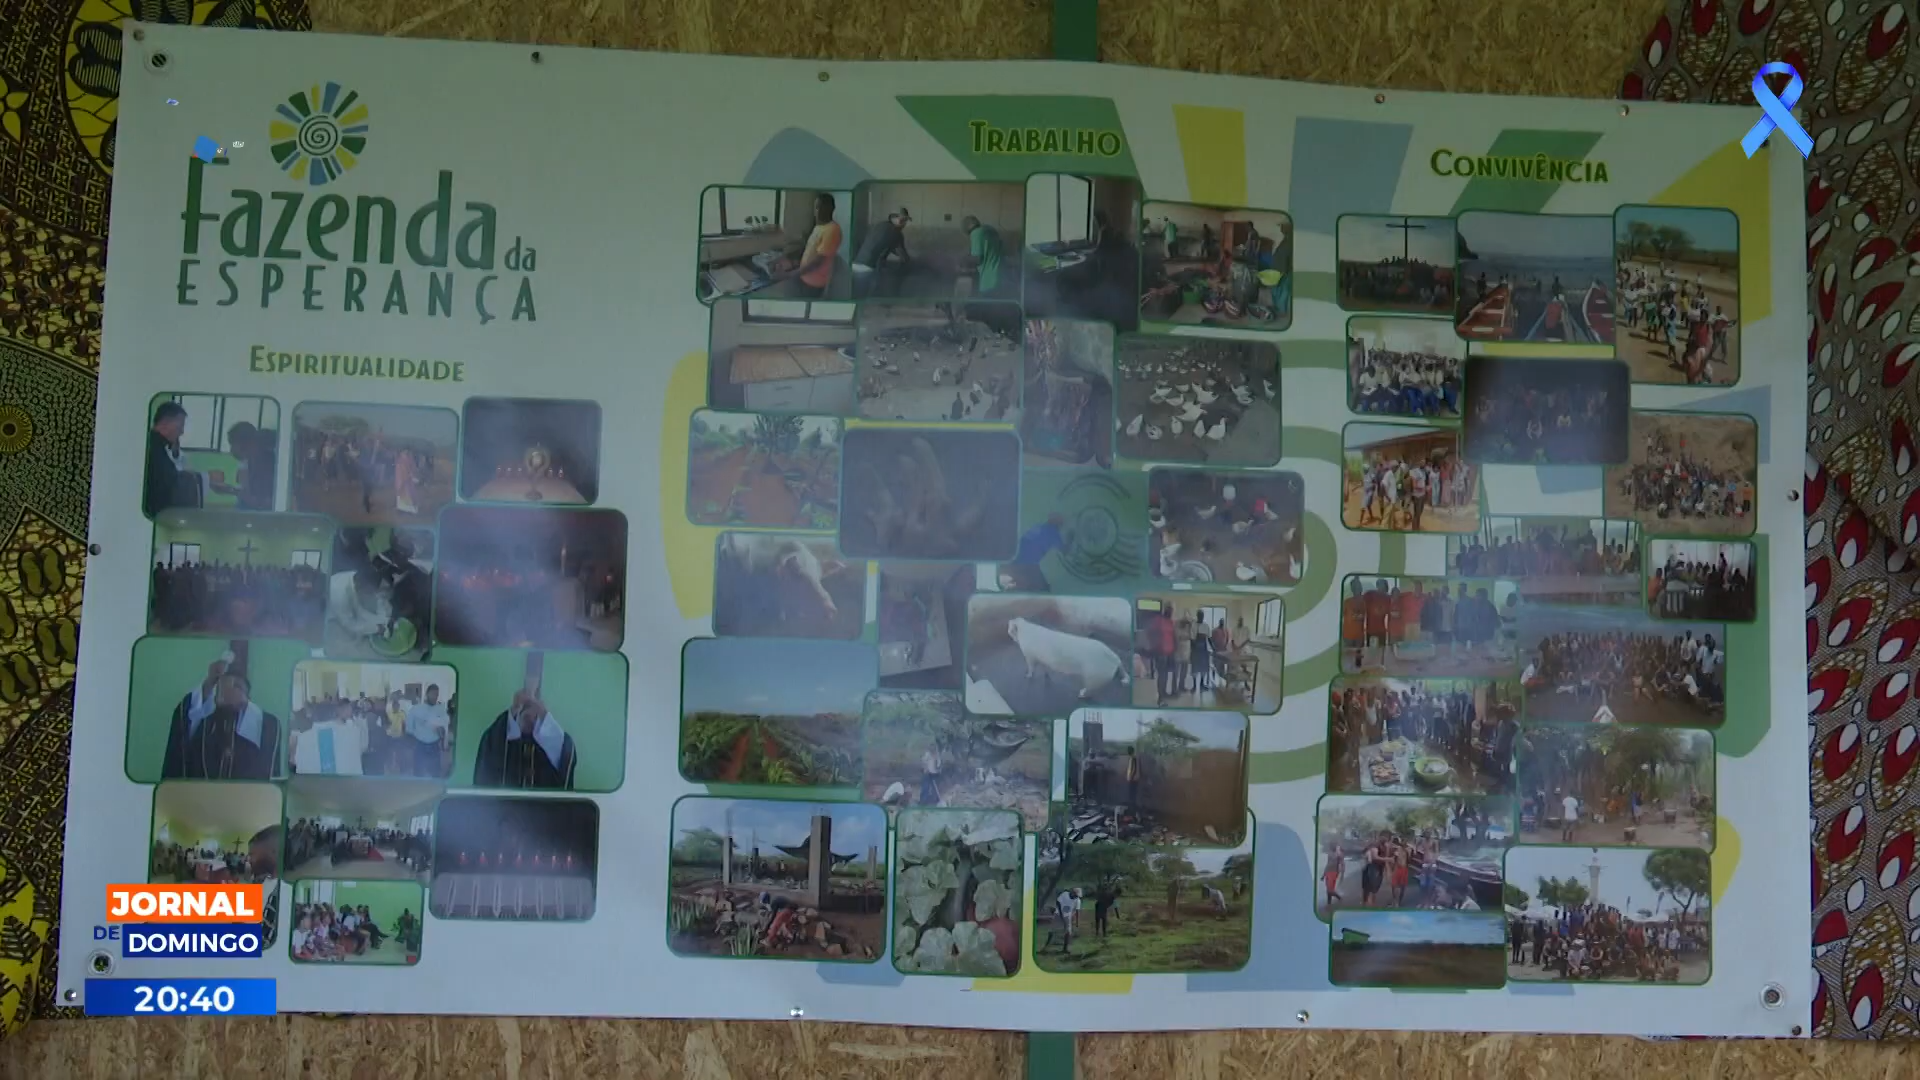 Fazenda da
ESPERANÇA
ESPIRITUALIDADE
TRABALHO
CONVIVÊNCIA
JORNAL
DE DOMINGO
20:40